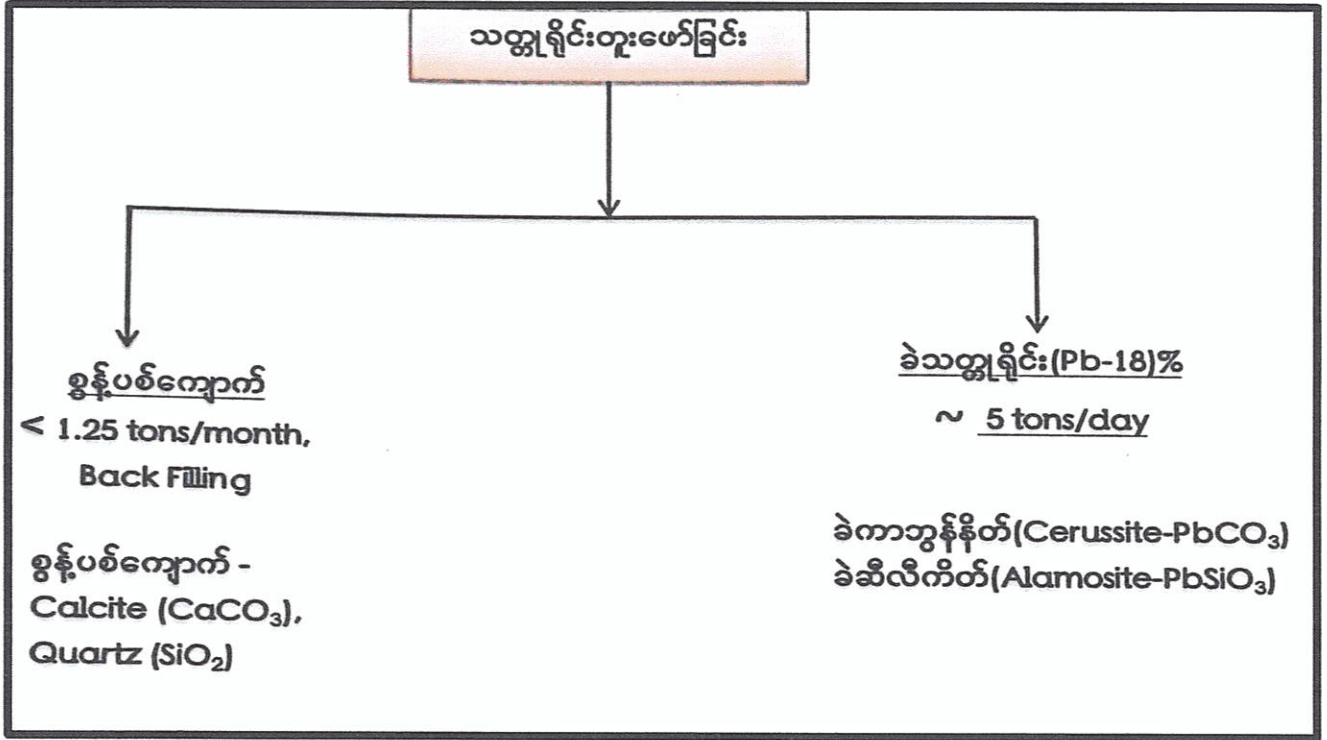 သတ္တုရိုင်းတူးဖော်ခြင်း
စွန့်ပစ်ကျောက်
< 1.25 tons/month,
Back Filling
စွန့်ပစ်ကျောက် -
Calcite (CaCO₃),
Quartz (SiO₂)
ခဲသတ္တုရိုင်း(Pb-18)%
~ 5 tons/day
ခဲကာဘွန်နိတ်(Cerussite-PbCO₃)
ခဲဆီလီကိတ်(Alamosite-PbSiO₃)